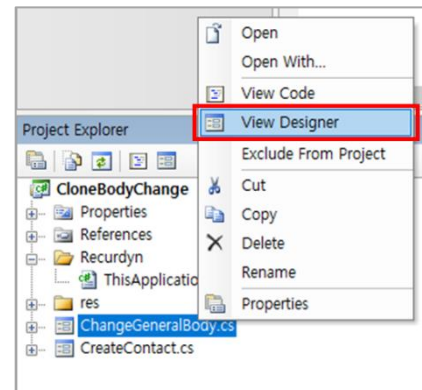 Open
Open With...
View Code
View Designer
Exclude From Project
Cut
Copy
Delete
Rename
Properties
Project Explorer
CloneBodyChange
Properties
References
Recurdyn
ThisApplicatio
res
ChangeGeneralBody.cs
CreateContact.cs